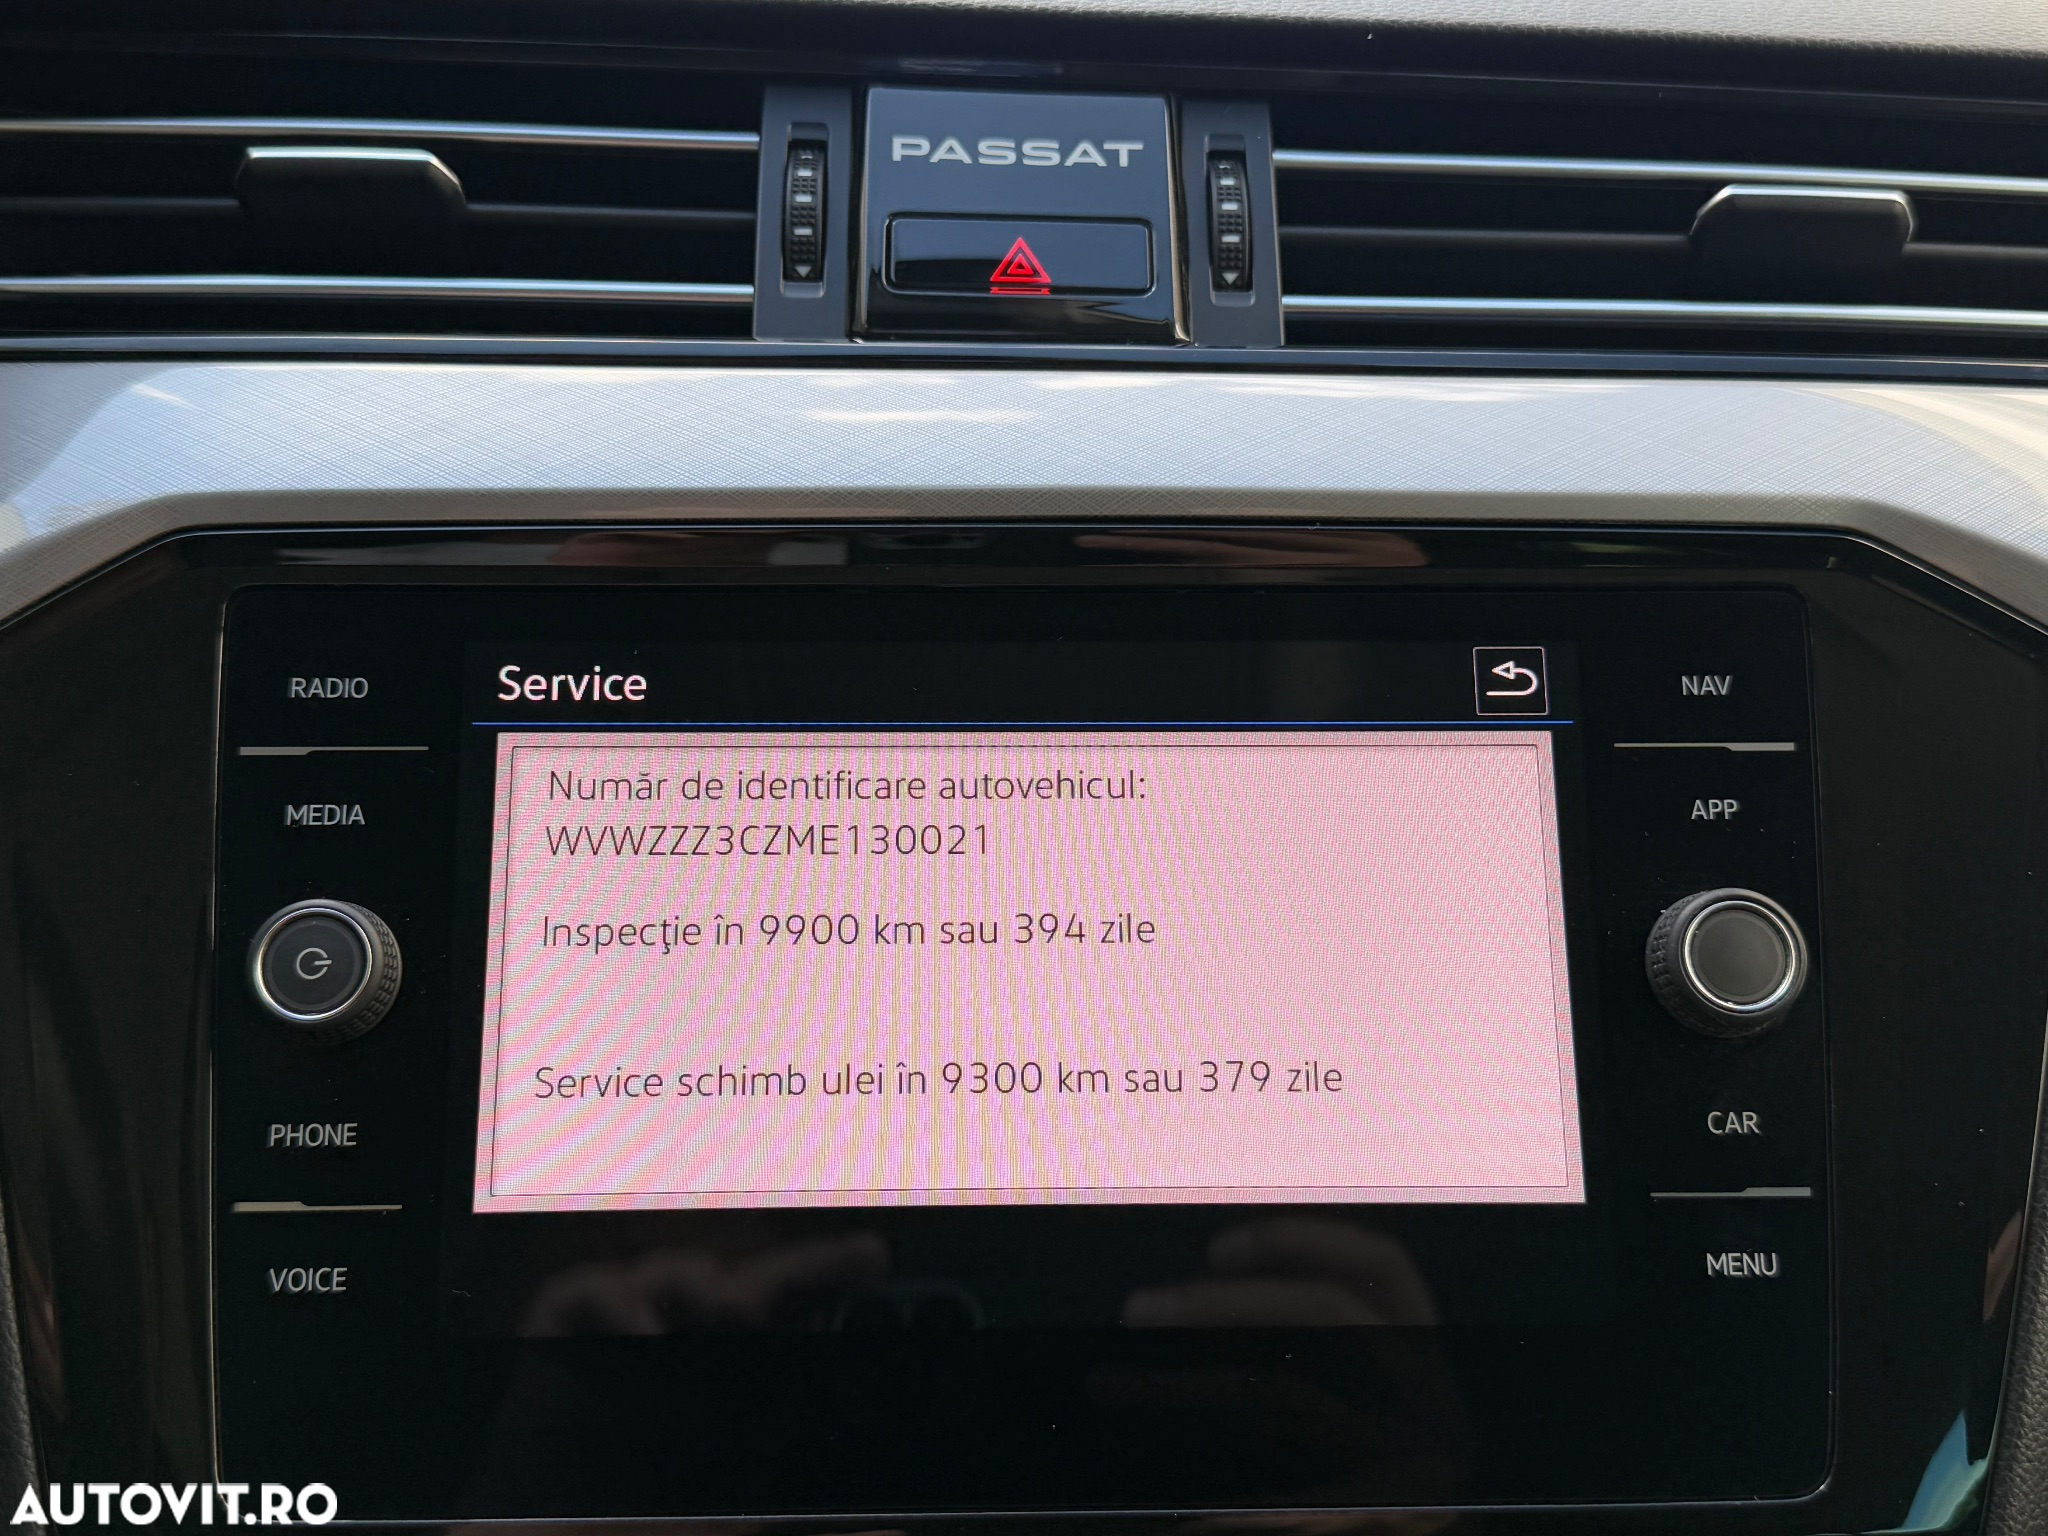 PASSAT
RADIO
Service
NAV
MEDIA
Număr de identificare autovehicul:
WVWZZZ3CZME130021
APP
Inspecţie în 9900 km sau 394 zile
Service schimb ulei în 9300 km sau 379 zile
PHONE
CAR
VOICE
MENU
AUTOVIT.RO